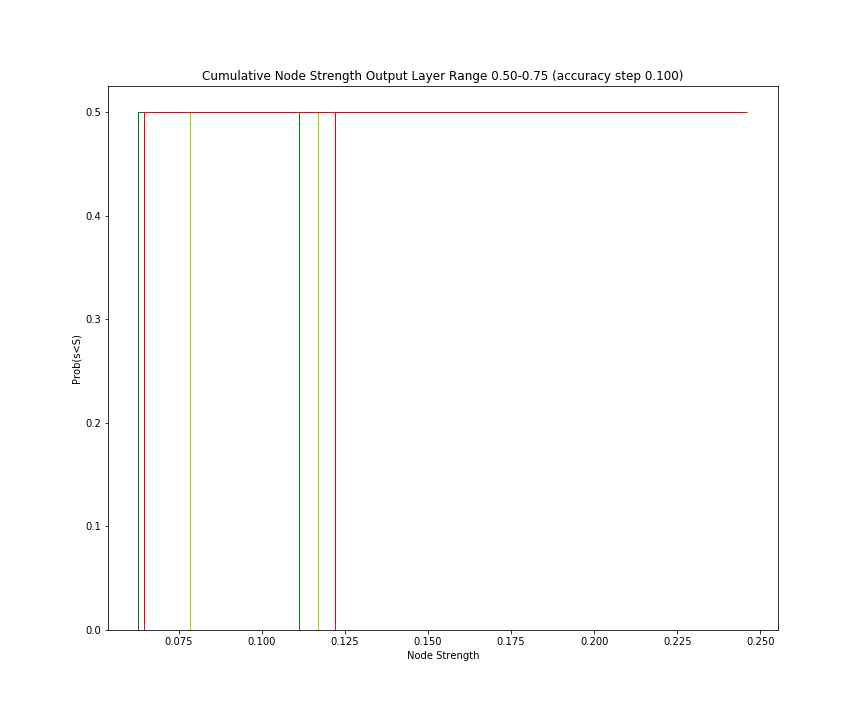 Cumulative Node Strength Output Layer Range 0.50-0.75 (accuracy step 0.100)
0.5
0.4
0.3
0.2
0.1
0.0
Prob(s<S)
0.075 0.100 0.125 0.150 0.175 0.200 0.225 0.250
Node Strength